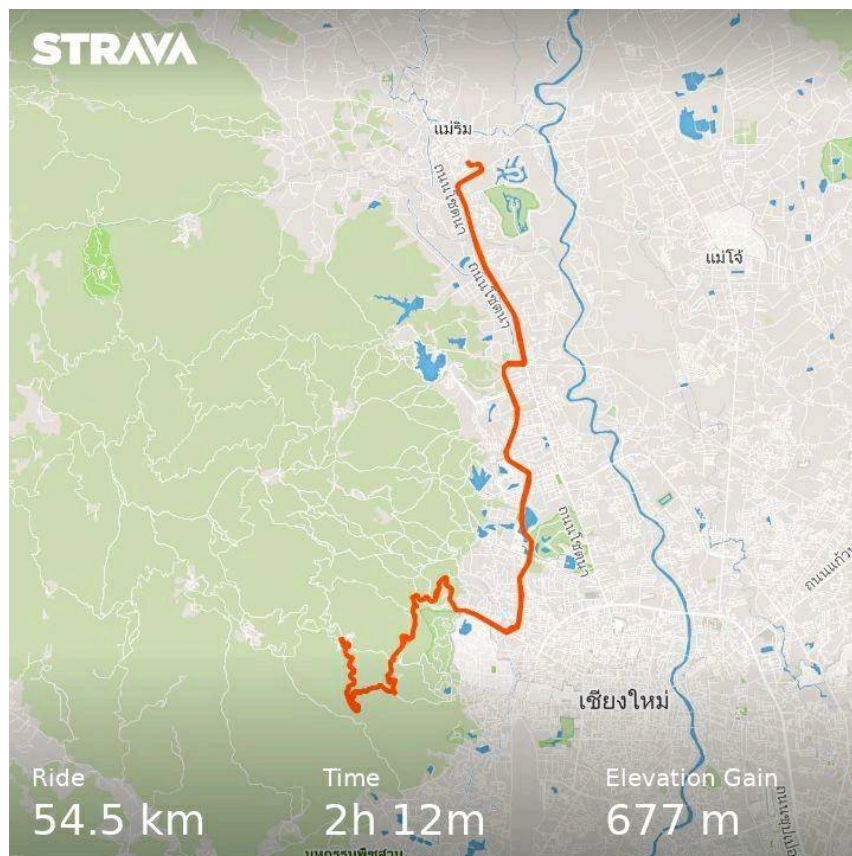 STRAVA
แม่ริม
ถนนโชตนา
แม่โจ้
ถนนโชตนา
ถนนโชตนา
เชียงใหม่
Ride
Time
Elevation Gain
54.5 km
2h 12m
677 m